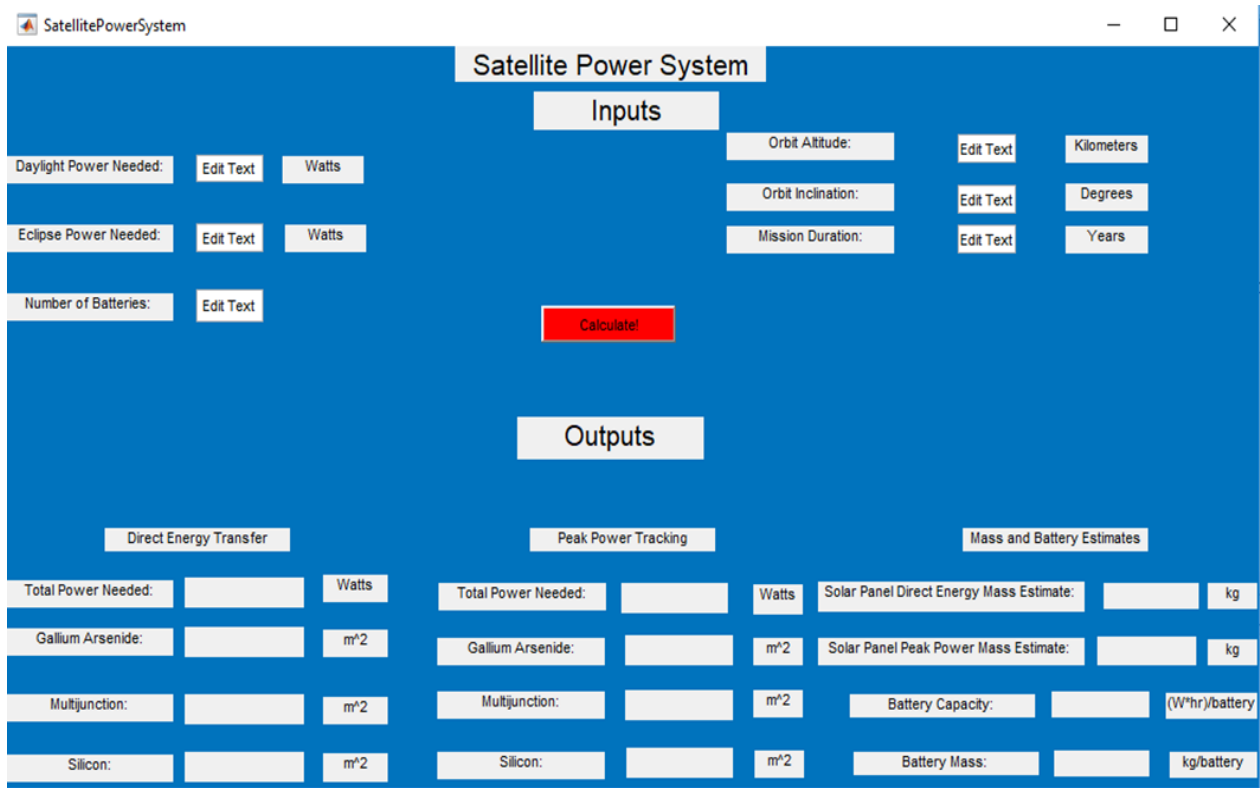 SatellitePowerSystem
Satellite Power System
Inputs
Daylight Power Needed: Edit Text Watts
Orbit Altitude: Edit Text Kilometers
Orbit Inclination: Edit Text Degrees
Eclipse Power Needed: Edit Text Watts
Mission Duration: Edit Text Years
Number of Batteries: Edit Text
Calculate!
Outputs
Direct Energy Transfer
Total Power Needed: Watts
Gallium Arsenide: m^2
Multijunction: m^2
Silicon: m^2
Peak Power Tracking
Total Power Needed: Watts
Gallium Arsenide: m^2
Multijunction: m^2
Silicon: m^2
Mass and Battery Estimates
Solar Panel Direct Energy Mass Estimate: kg
Solar Panel Peak Power Mass Estimate: kg
Battery Capacity: (W*hr)/battery
Battery Mass: kg/battery